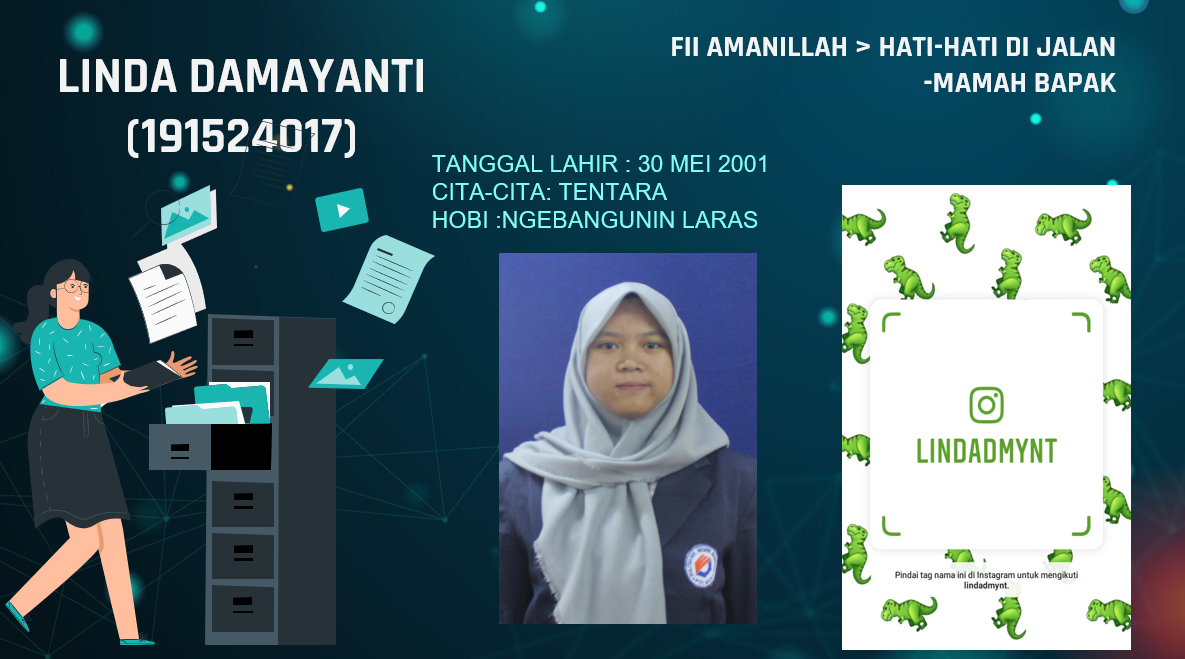 LINDA DAMAYANTI
(191524017)
FII AMANILLAH > HATI-HATI DI JALAN
-MAMAH BAPAK
TANGGAL LAHIR : 30 MEI 2001
CITA-CITA: TENTARA
HOBI :NGEBANGUNIN LARAS
LINDADMYNT
Pindai tag nama ini di Instagram untuk mengikuti
lindadmynt.